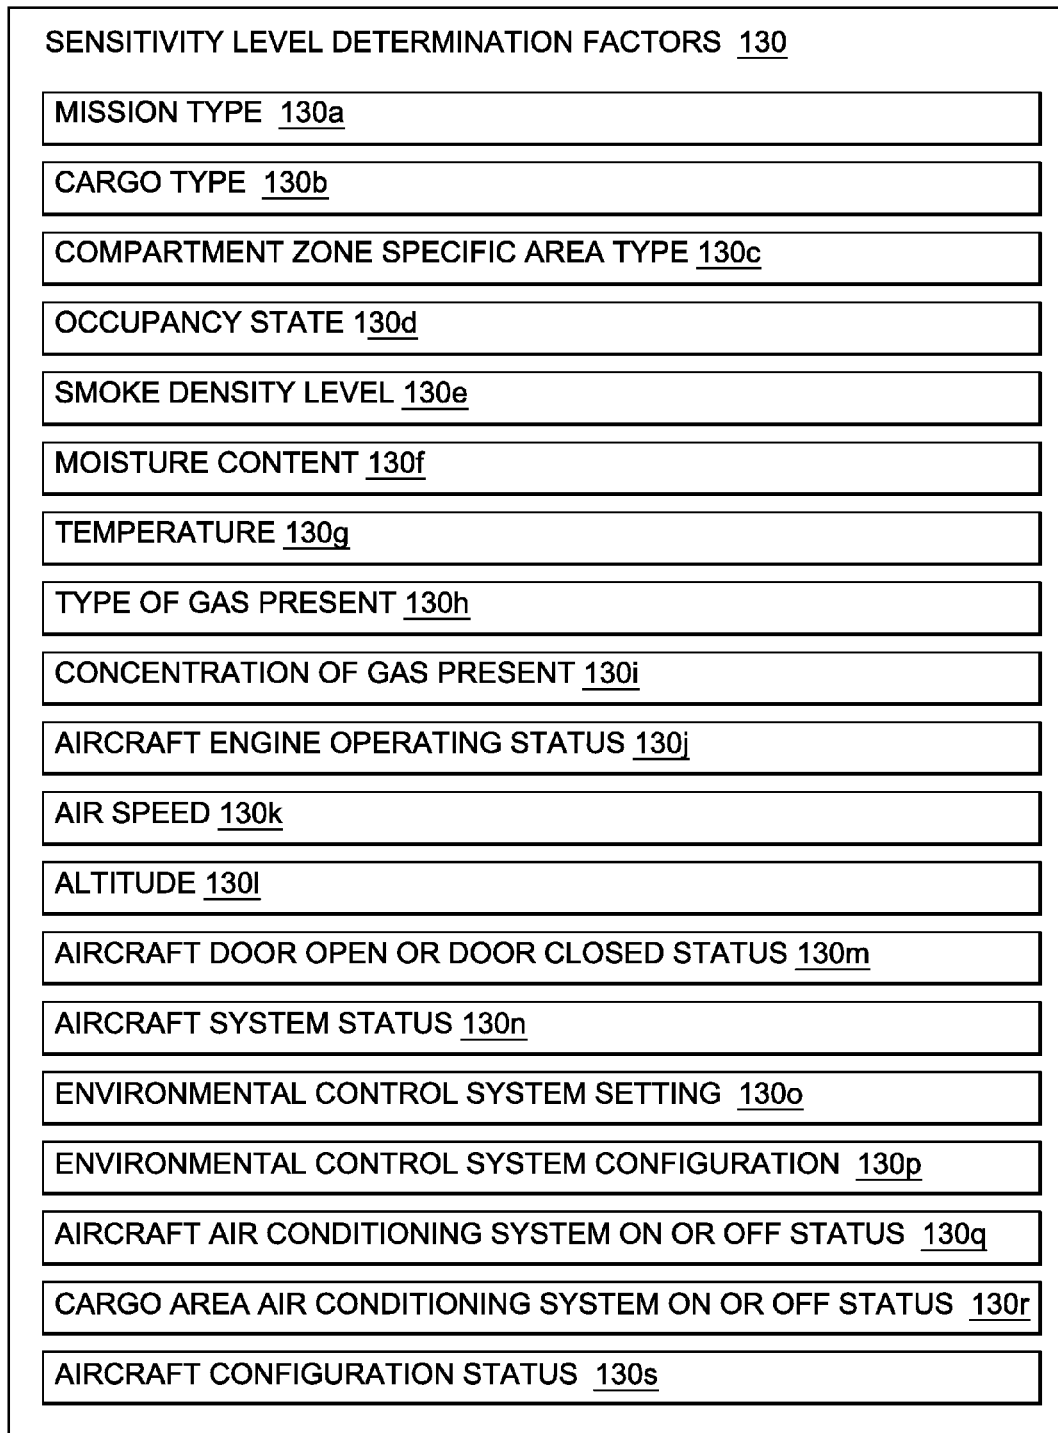 SENSITIVITY LEVEL DETERMINATION FACTORS 130
MISSION TYPE 130a
CARGO TYPE 130b
COMPARTMENT ZONE SPECIFIC AREA TYPE 130c
OCCUPANCY STATE 130d
SMOKE DENSITY LEVEL 130e
MOISTURE CONTENT 130f
TEMPERATURE 130g
TYPE OF GAS PRESENT 130h
CONCENTRATION OF GAS PRESENT 130i
AIRCRAFT ENGINE OPERATING STATUS 130j
AIR SPEED 130k
ALTITUDE 130l
AIRCRAFT DOOR OPEN OR DOOR CLOSED STATUS 130m
AIRCRAFT SYSTEM STATUS 130n
ENVIRONMENTAL CONTROL SYSTEM SETTING 130o
ENVIRONMENTAL CONTROL SYSTEM CONFIGURATION 130p
AIRCRAFT AIR CONDITIONING SYSTEM ON OR OFF STATUS 130q
CARGO AREA AIR CONDITIONING SYSTEM ON OR OFF STATUS 130r
AIRCRAFT CONFIGURATION STATUS 130s